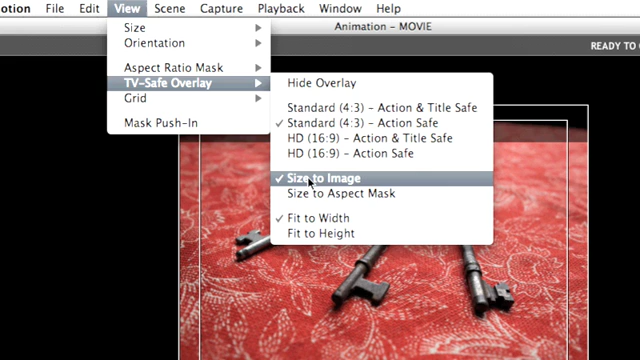 otion File Edit View Scene Capture Playback Window Help
Animation – MOVIE
READY TO
Size
Orientation
Aspect Ratio Mask
TV-Safe Overlay
Grid
Mask Push-In
Hide Overlay
Standard (4:3) – Action & Title Safe
✓ Standard (4:3) – Action Safe
HD (16:9) – Action & Title Safe
HD (16:9) – Action Safe
✓ Size to Image
Size to Aspect Mask
✓ Fit to Width
Fit to Height